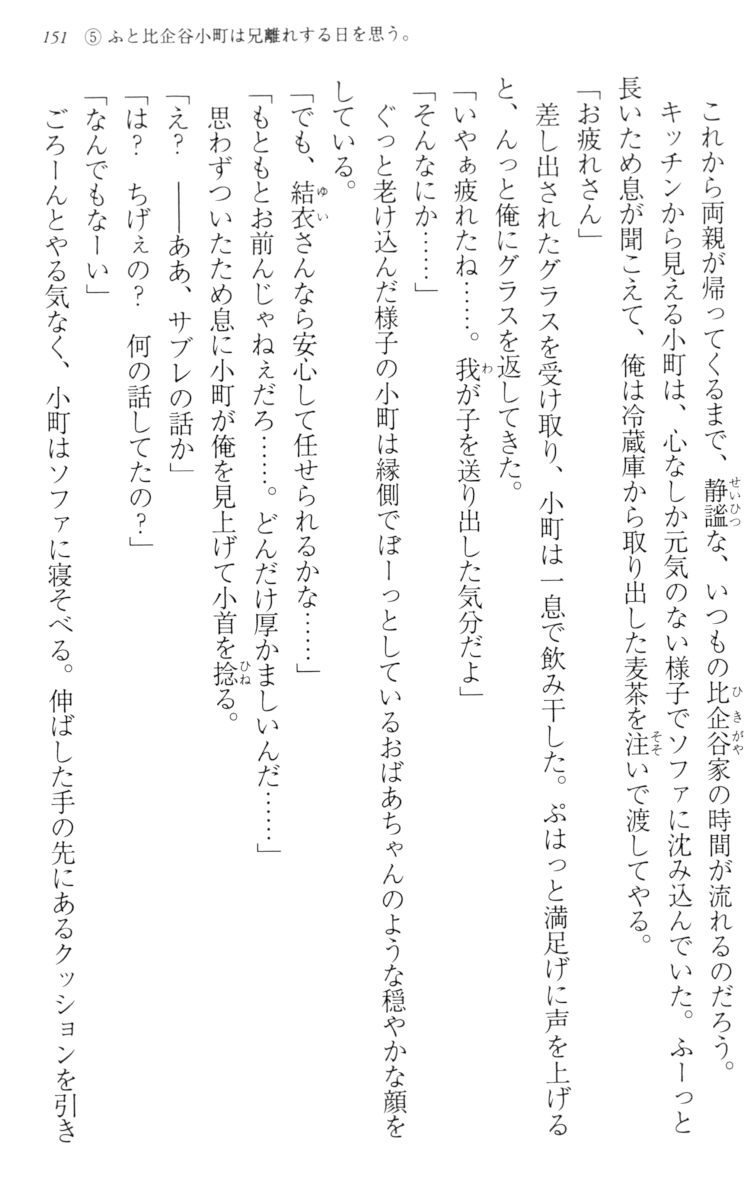 151 ⑤ ふと比企谷小町は兄離れする日を思う。
これから両親が帰ってくるまで、静謐な、いつもの比企谷家の時間が流れるのだろう。
キッチンから見える小町は、心なしか元気のない様子でソファに沈み込んでいた。ふーっと
長いため息が聞こえて、俺は冷蔵庫から取り出した麦茶を注いで渡してやる。
「お疲れさん」
差し出されたグラスを受け取り、小町は一息で飲み干した。ぷはっと満足げに声を上げる
と、んっと俺にグラスを返してきた。
「いやぁ疲れたね……。我が子を送り出した気分だよ」
「そんなにか……」
ぐっと老け込んだ様子の小町は縁側でぼーっとしているおばあちゃんのような穏やかな顔を
している。
「でも、結衣さんなら安心して任せられるかな……」
「もともとお前んじゃねぇだろ……。どんだけ厚かましいんだ……」
思わずついたため息に小町が俺を見上げて小首を捻る。
「え? ――ああ、サブレの話か」
「は? ちげぇの? 何の話してたの?」
「なんでもなーい」
ごろーんとやる気なく、小町はソファに寝そべる。伸ばした手の先にあるクッションを引き